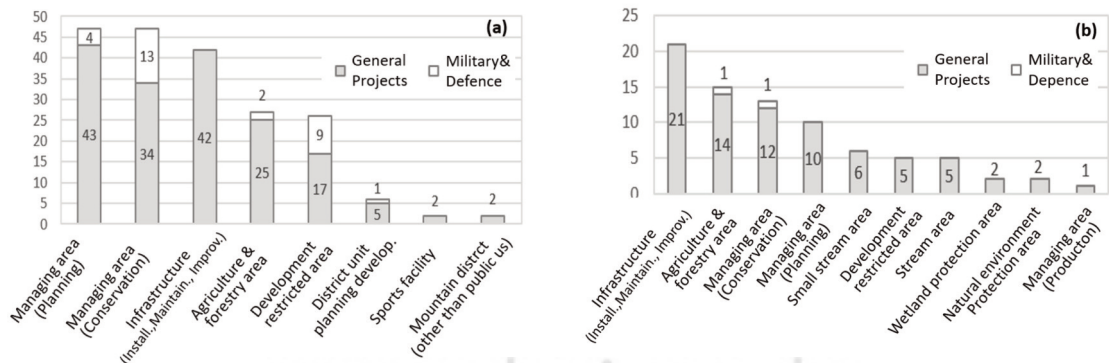 50
45
40
35
30
25
20
15
10
5
0
(a)
General Projects
Military& Defence
4
43
13
34
42
2
25
9
17
1
5
2
2
Managing area
(Planning)
Managing area
(Conservation)
Infrastructure
(Install.,Maintain., Improv.)
Agriculture &
forestry area
Development
restricted area
District unit
planning develop.
Sports facility
Mountain distrct
(other than public us)
25
20
15
10
5
0
(b)
General Projects
Military& Depence
21
1
14
1
12
10
6
5
5
2
2
1
Infrastructure
(Install.,Maintain., Improv.)
Agriculture &
forestry area
Managing area
(Conservation)
Managing area
(Planning)
Small stream area
Development
restricted area
Stream area
Wetland protection area
Natural environment
Protection area
Managing area
(Producton)